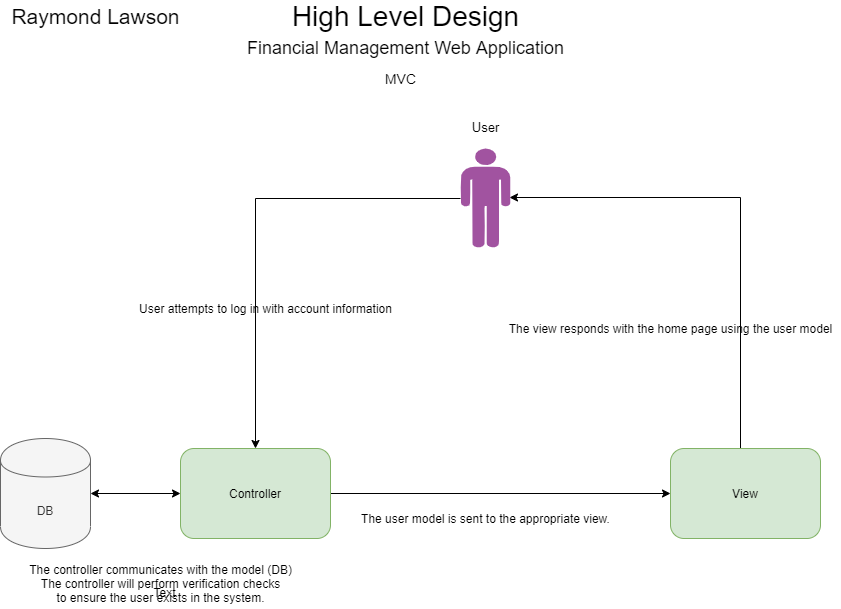 Raymond Lawson
High Level Design
Financial Management Web Application
MVC
User
User attempts to log in with account information
The view responds with the home page using the user model
DB
Controller
View
The user model is sent to the appropriate view.
The controller communicates with the model (DB)
The controller will perform verification checks
Text
to ensure the user exists in the system.